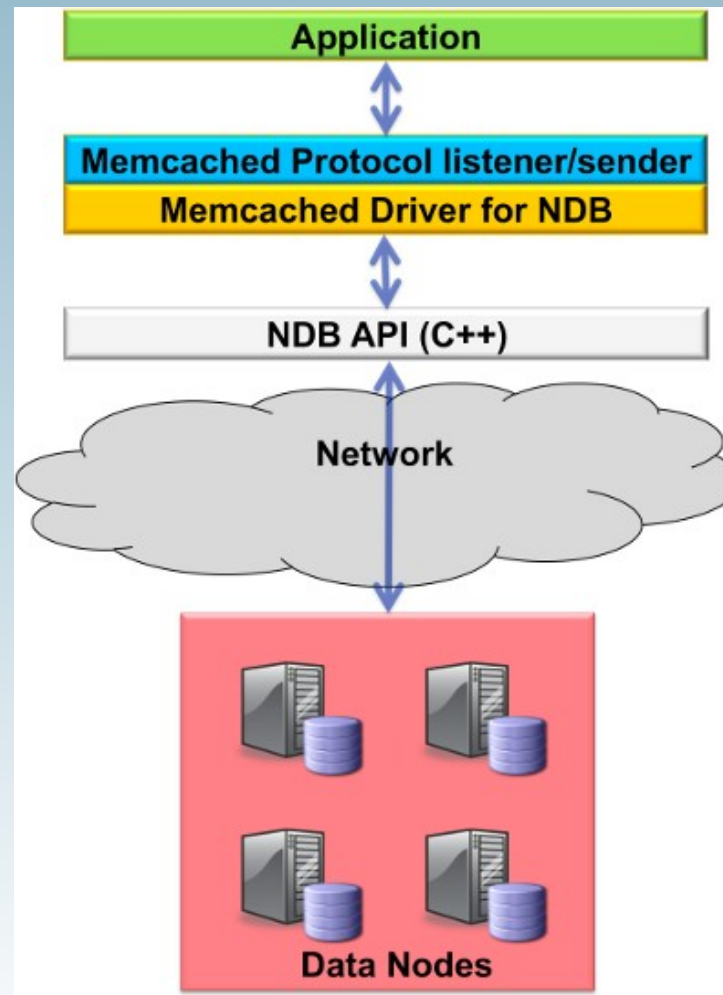 Application
Memcached Protocol listener/sender
Memcached Driver for NDB
NDB API (C++)
Network
Data Nodes